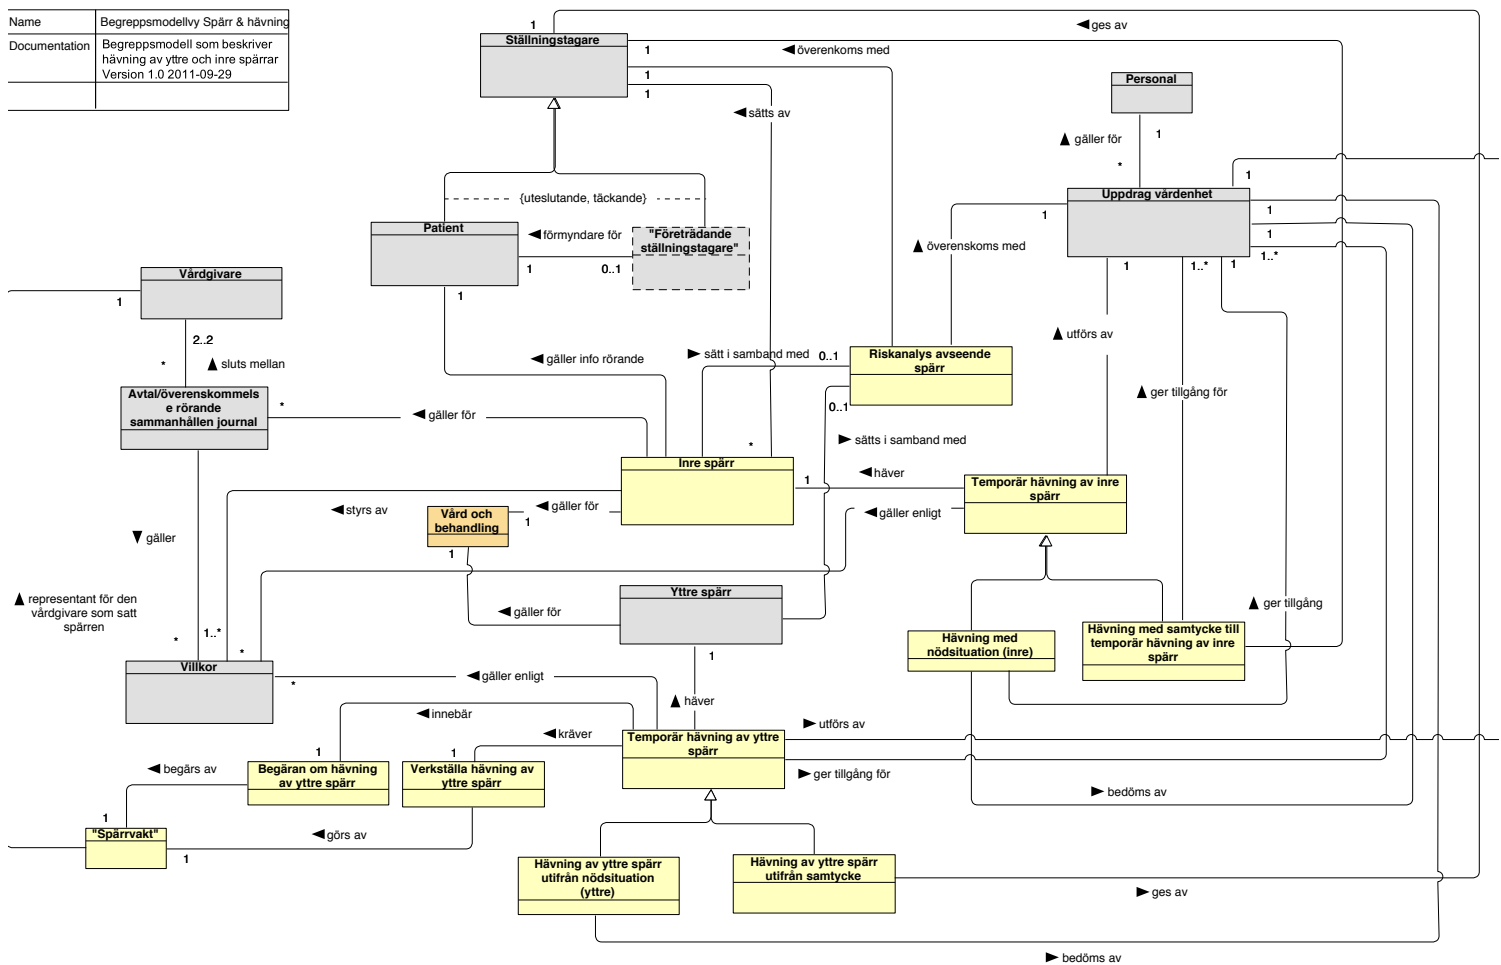 Name
Begreppsmodellvy Spärr & hävning
Documentation
Begreppsmodell som beskriver
hävning av yttre och inre spärrar
Version 1.0 2011-09-29
1
Ställningstagare
◄ ges av
1
◄ överenkoms med
1
1
◄ sätts av
Personal
1
▲ gäller för
*
Uppdrag vårdenhet
1
1
1
1
1..*
1
1..*
1
▲ överenskoms med
{uteslutande, täckande}
Patient
◄ förmyndare för
"Företrädande
ställningstagare"
1
0..1
1
Vårdgivare
1
2..2
*
▲ sluts mellan
Avtal/överenskommels
e rörande
sammanhållen journal
*
◄ gäller för
◄ gäller info rörande
► sätt i samband med
0..1
Riskanalys avseende
spärr
0..1
► sätts i samband med
▲ utförs av
▲ ger tillgång för
*
Inre spärr
1
◄ häver
Temporär hävning av inre
spärr
◄ styrs av
Vård och
behandling
◄ gäller för
1
1
◄ gäller enligt
▼ gäller
▲ representant för den
vårdgivare som satt
spärren
*
1..*
*
Villkor
*
Yttre spärr
◄ gäller för
1
▲ ger tillgång
Hävning med
nödsituation (inre)
Hävning med samtycke till
temporär hävning av inre
spärr
◄ gäller enligt
▲ häver
◄ innebär
◄ kräver
Temporär hävning av yttre
spärr
► utförs av
► ger tillgång för
► bedöms av
1
1
◄ begärs av
Begäran om hävning
av yttre spärr
Verkställa hävning av
yttre spärr
1
"Spärrvakt"
◄ görs av
1
Hävning av yttre spärr
utifrån nödsituation
(yttre)
Hävning av yttre spärr
utifrån samtycke
► ges av
► bedöms av